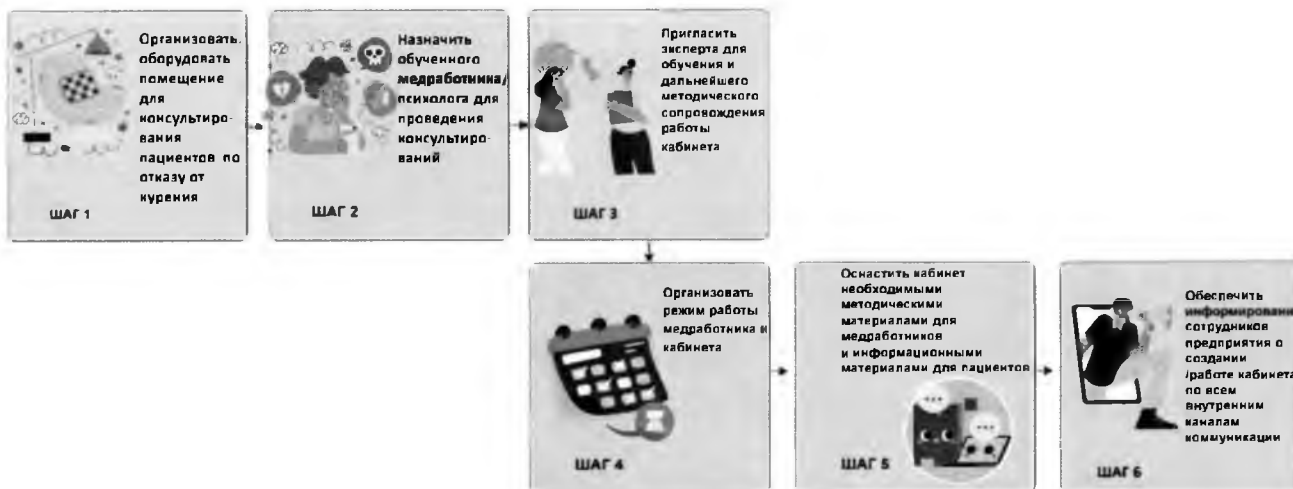 Организовать.
оборудовать
помещение
для
консультиро-
вания
пациентов по
отказу от
курения
ШАГ 1
Назначить
обученного
медработника/
психолога для
проведения
консультиро-
ваний
ШАГ 2
Пригласить
эксперта для
обучения и
дальнейшего
методического
сопровождения
работы
кабинета
ШАГ 3
Организовать
режим работы
медработника и
кабинета
ШАГ 4
Оснастить кабинет
необходимыми
методическими
материалами для
медработников
и информационными
материалами для пациентов
ШАГ 5
Обеспечить
информировани
сотрудников
предприятия о
создании
/работе кабинета
по всем
внутренним
каналам
коммуникации
ШАГ 6